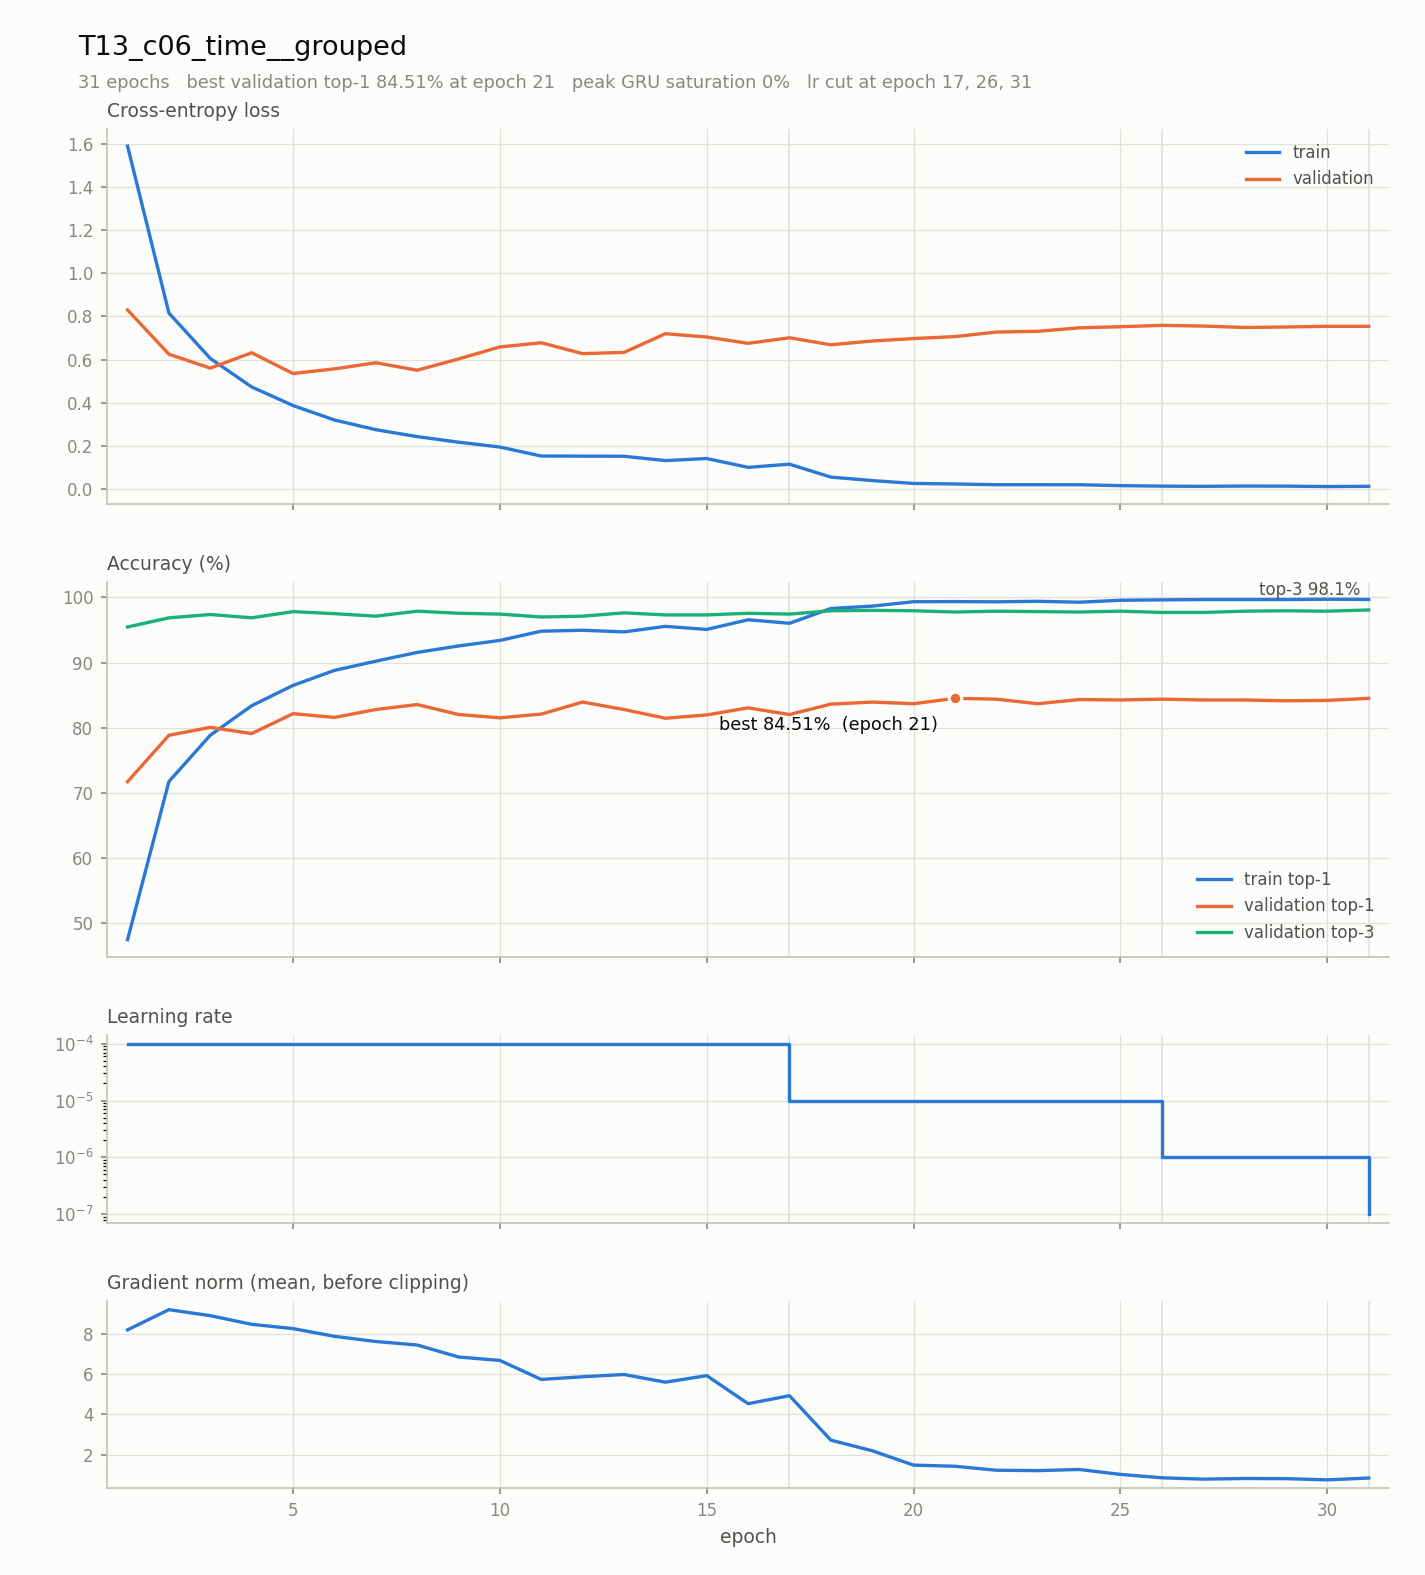 T13_c06_time__grouped
31 epochs   best validation top-1 84.51% at epoch 21   peak GRU saturation 0%   lr cut at epoch 17, 26, 31
Cross-entropy loss
1.6
1.4
1.2
1.0
0.8
0.6
0.4
0.2
0.0
train
validation
Accuracy (%)
100
90
80
70
60
50
top-3 98.1%
best 84.51%  (epoch 21)
train top-1
validation top-1
validation top-3
Learning rate
10⁻⁴
10⁻⁵
10⁻⁶
10⁻⁷
Gradient norm (mean, before clipping)
8
6
4
2
5 10 15 20 25 30
epoch